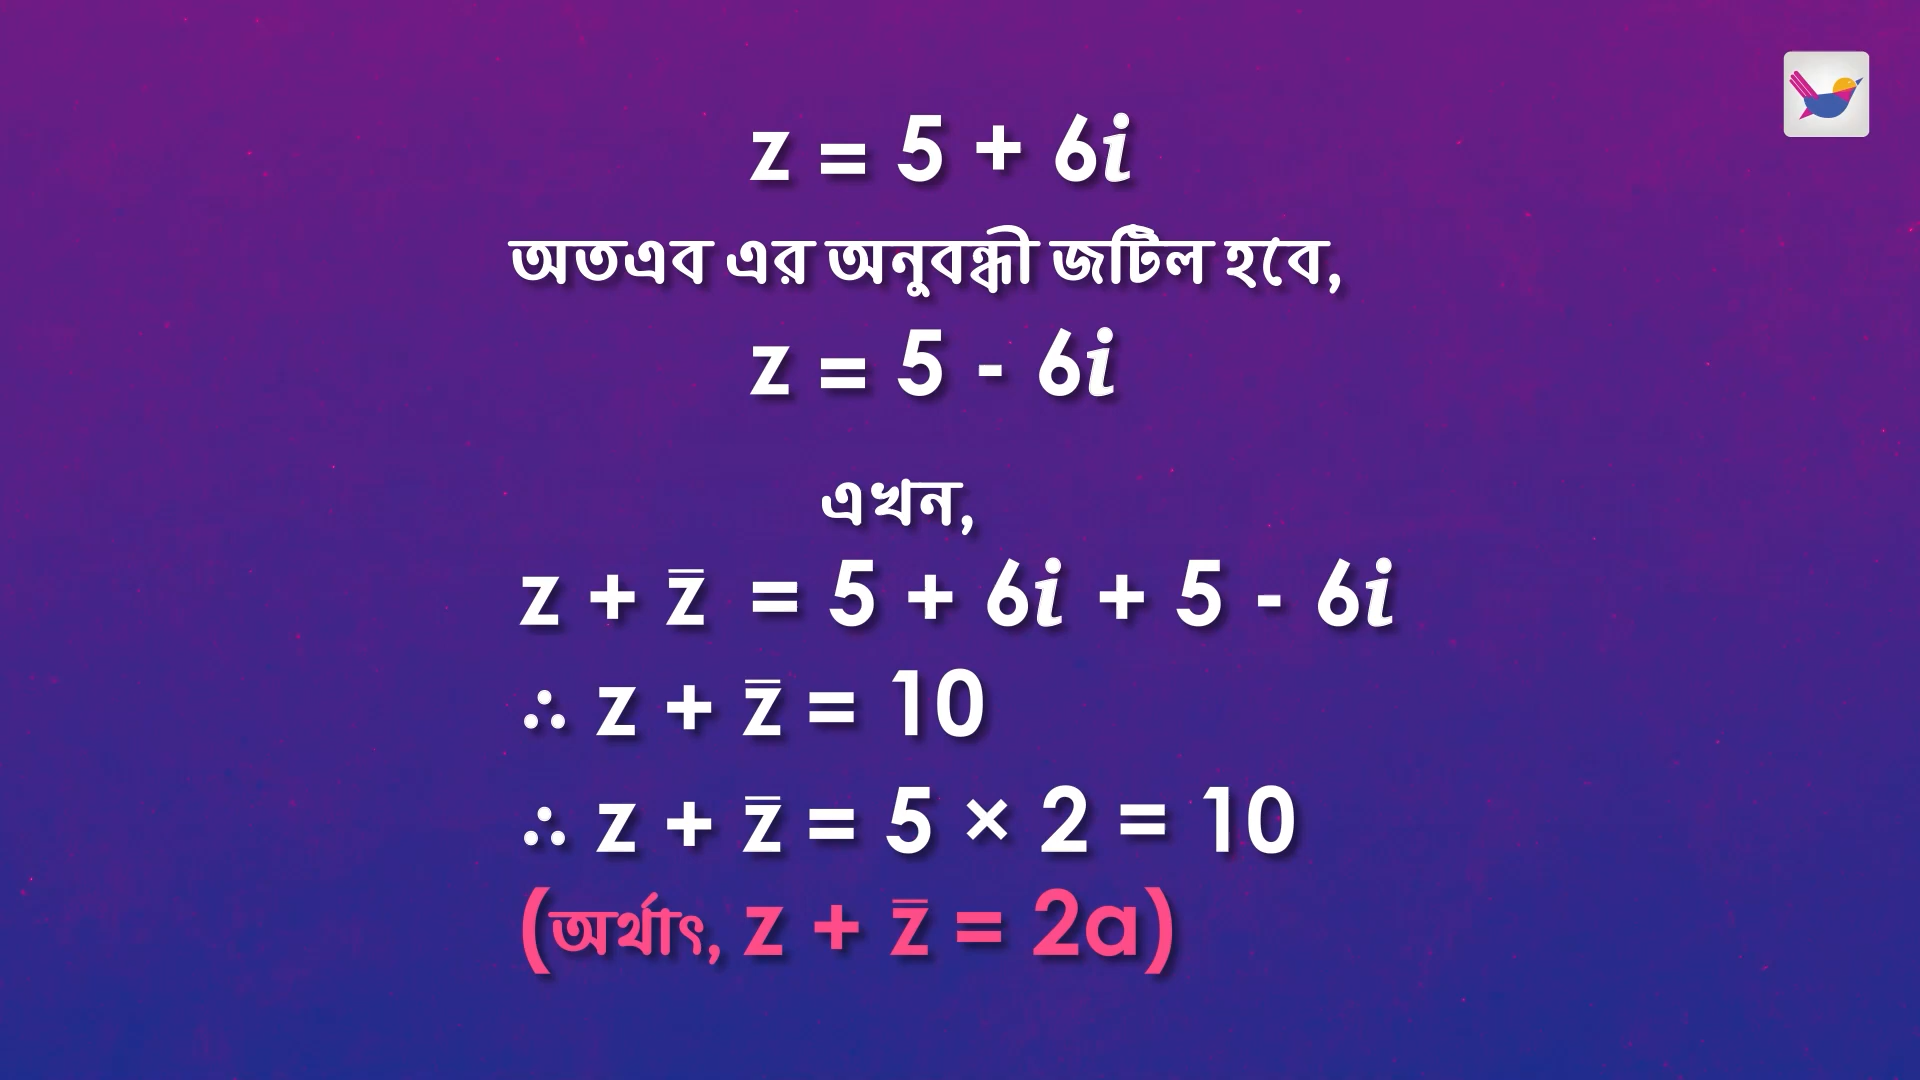 z = 5 + 6i
অতএব এর অনুবন্ধী জটিল হবে,
z = 5 - 6i
এখন,
z + z̅ = 5 + 6i + 5 - 6i
∴ z + z̅ = 10
∴ z + z̅ = 5 × 2 = 10
(অর্থাৎ, z + z̅ = 2a)